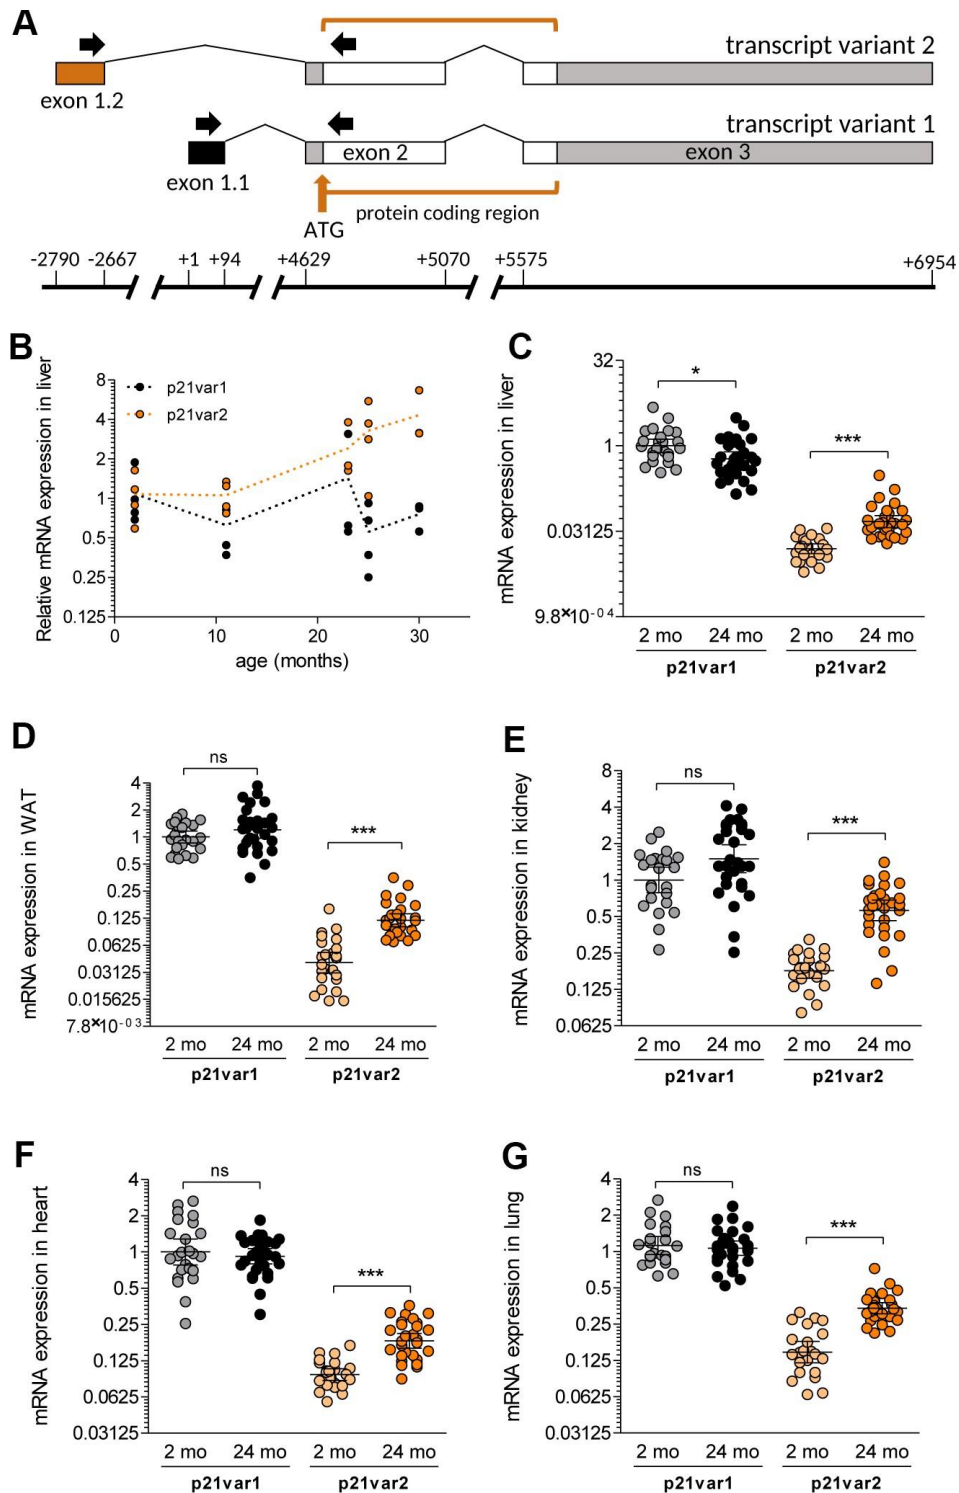 A
transcript variant 2
exon 1.2
transcript variant 1
exon 2
exon 3
exon 1.1
protein coding region
ATG
-2790 -2667 +1 +94 +4629 +5070 +5575 +6954
B
Relative mRNA expression in liver
8
4
2
1
0.5
0.25
0.125
p21var1
p21var2
0 10 20 30
age (months)
C
mRNA expression in liver
32
1
0.03125
9.8×10⁻⁰⁴
*
***
2 mo 24 mo 2 mo 24 mo
p21var1 p21var2
D
mRNA expression in WAT
4
2
1
0.5
0.25
0.125
0.0625
0.03125
0.015625
7.8×10⁻⁰³
ns
***
2 mo 24 mo 2 mo 24 mo
p21var1 p21var2
E
mRNA expression in kidney
8
4
2
1
0.5
0.25
0.125
0.0625
ns
***
2 mo 24 mo 2 mo 24 mo
p21var1 p21var2
F
mRNA expression in heart
4
2
1
0.5
0.25
0.125
0.0625
0.03125
ns
***
2 mo 24 mo 2 mo 24 mo
p21var1 p21var2
G
mRNA expression in lung
4
2
1
0.5
0.25
0.125
0.0625
0.03125
ns
***
2 mo 24 mo 2 mo 24 mo
p21var1 p21var2